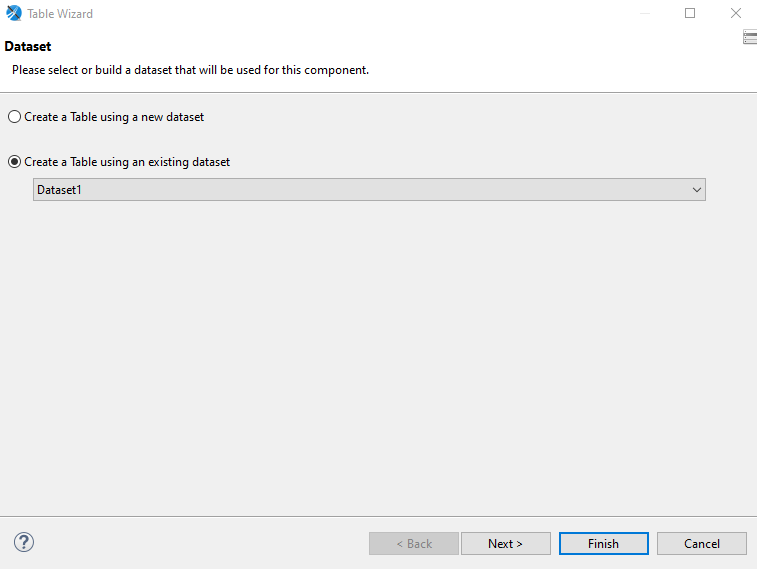 Table Wizard
Dataset
Please select or build a dataset that will be used for this component.
Create a Table using a new dataset
Create a Table using an existing dataset
Dataset1
?
< Back
Next >
Finish
Cancel